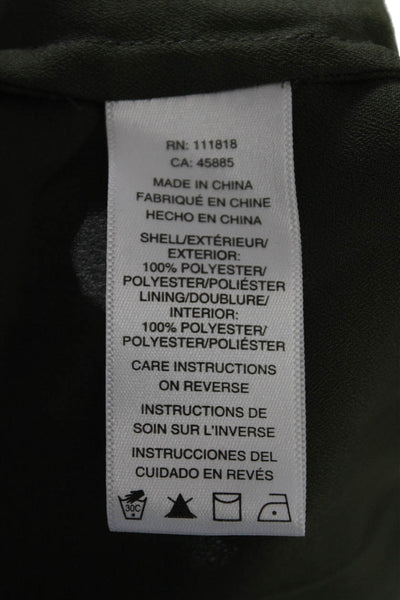 RN: 111818
CA: 45885
MADE IN CHINA
FABRIQUÉ EN CHINE
HECHO EN CHINA
SHELL/EXTÉRIEUR/
EXTERIOR:
100% POLYESTER/
POLYESTER/POLIÉSTER
LINING/DOUBLURE/
INTERIOR:
100% POLYESTER/
POLYESTER/POLIÉSTER
CARE INSTRUCTIONS
ON REVERSE
INSTRUCTIONS DE
SOIN SUR L'INVERSE
INSTRUCCIONES DEL
CUIDADO EN REVÉS
30C